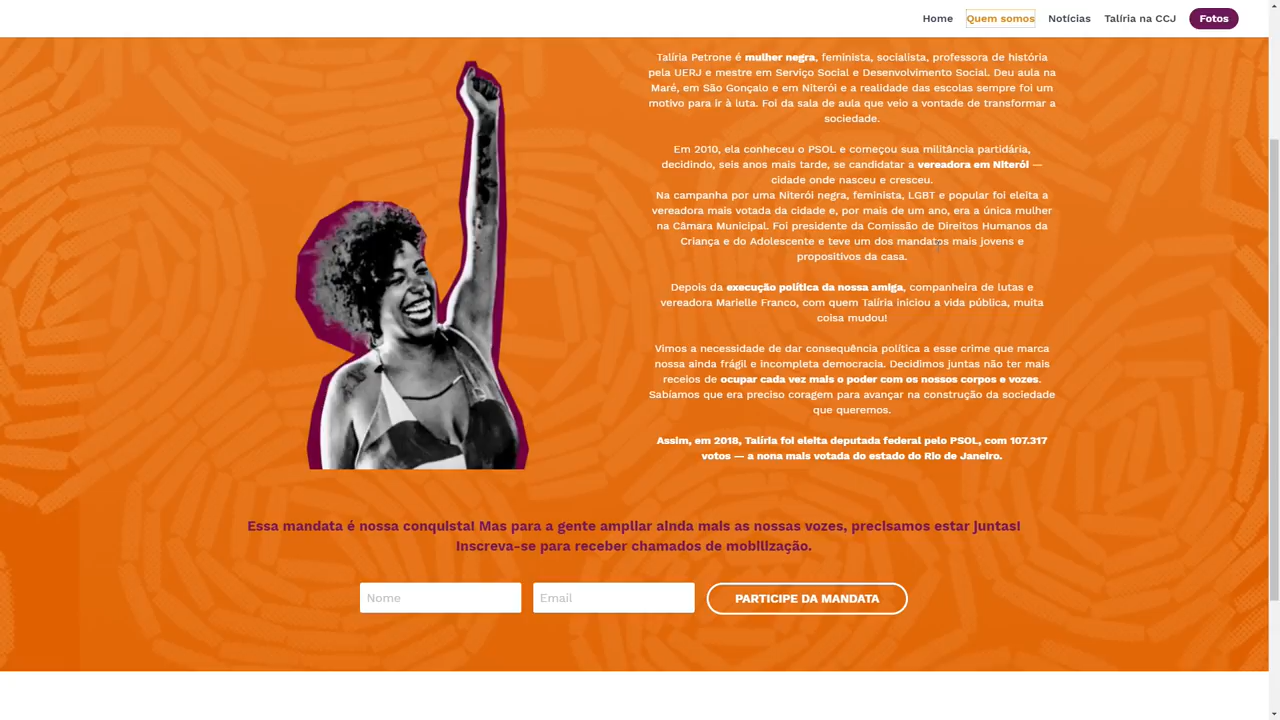 Home Quem somos Notícias Talíria na CCJ Fotos
Talíria Petrone é mulher negra, feminista, socialista, professora de história
pela UERJ e mestre em Serviço Social e Desenvolvimento Social. Deu aula na
Maré, em São Gonçalo e em Niterói e a realidade das escolas sempre foi um
motivo para ir à luta. Foi da sala de aula que veio a vontade de transformar a
sociedade.
Em 2010, ela conheceu o PSOL e começou sua militância partidária,
decidindo, seis anos mais tarde, se candidatar a vereadora em Niterói —
cidade onde nasceu e cresceu.
Na campanha por uma Niterói negra, feminista, LGBT e popular foi eleita a
vereadora mais votada da cidade e, por mais de um ano, era a única mulher
na Câmara Municipal. Foi presidente da Comissão de Direitos Humanos da
Criança e do Adolescente e teve um dos mandatos mais jovens e
propositivos da casa.
Depois da execução política da nossa amiga, companheira de lutas e
vereadora Marielle Franco, com quem Talíria iniciou a vida pública, muita
coisa mudou!
Vimos a necessidade de dar consequência política a esse crime que marca
nossa ainda frágil e incompleta democracia. Decidimos juntas não ter mais
receios de ocupar cada vez mais o poder com os nossos corpos e vozes.
Sabíamos que era preciso coragem para avançar na construção da sociedade
que queremos.
Assim, em 2018, Talíria foi eleita deputada federal pelo PSOL, com 107.317
votos — a nona mais votada do estado do Rio de Janeiro.
Essa mandata é nossa conquista! Mas para a gente ampliar ainda mais as nossas vozes, precisamos estar juntas!
Inscreva-se para receber chamados de mobilização.
Nome Email PARTICIPE DA MANDATA